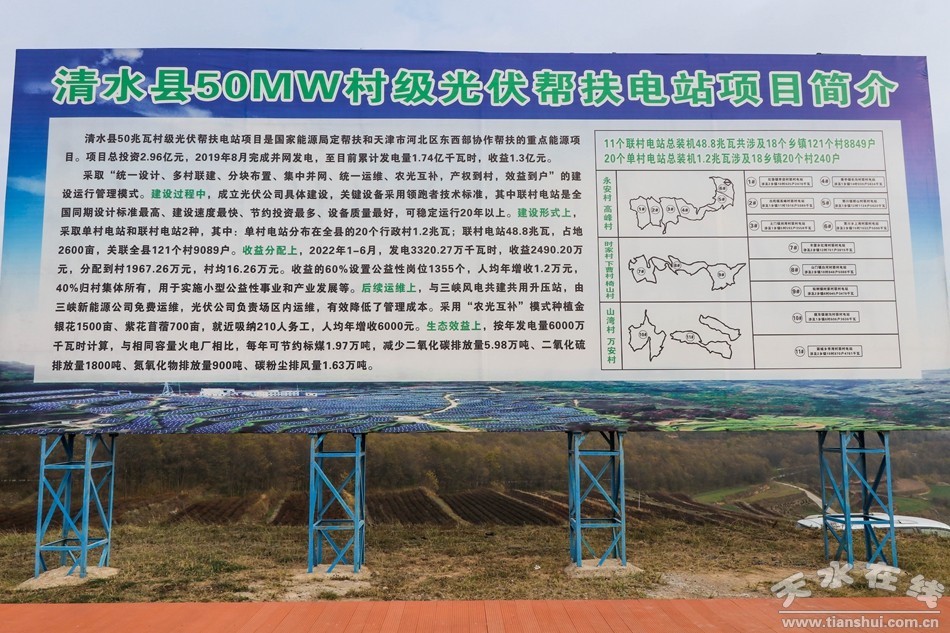 清水县50MW村级光伏帮扶电站项目简介
清水县50兆瓦村级光伏帮扶电站项目是国家能源局定帮扶和天津市河北区东西部协作帮扶的重点能源项
目。项目总投资2.96亿元，2019年8月完成并网发电，至目前累计发电量1.74亿千瓦时，收益1.3亿元。
采取“统一设计、多村联建、分块布置、集中并网、统一运维、农光互补，产权到村，效益到户”的建
设运行管理模式。建设过程中，成立光伏公司具体建设，关键设备采用领跑者技术标准，其中联村电站是全
国同期设计标准最高、建设速度最快、节约投资最多、设备质量最好，可稳定运行20年以上。建设形式上，
采取单村电站和联村电站2种，其中：单村电站分布在全县的20个行政村1.2兆瓦；联村电站48.8兆瓦，占地
2600亩，关联全县121个村9089户。收益分配上，2022年1-6月，发电3320.27万千瓦时，收益2490.20万
元，分配到村1967.26万元，村均16.26万元。收益的60%设置公益性岗位1355个，人均年增收1.2万元，
40%归村集体所有，用于实施小型公益性事业和产业发展等。后续运维上，与三峡风电共建共用升压站，由
三峡新能源公司免费运维，光伏公司负责场区内运维，有效降低了管理成本。采用“农光互补”模式种植金
银花1500亩、紫花苜蓿700亩，就近吸纳210人务工，人均年增收6000元。生态效益上，按年发电量6000万
千瓦时计算，与相同容量火电厂相比，每年可节约标煤1.97万吨，减少二氧化碳排放量5.98万吨、二氧化硫
排放量1800吨、氮氧化物排放量900吨、碳粉尘排风量1.63万吨。
11个联村电站总装机48.8兆瓦共涉及18个乡镇121个村8849户
20个单村电站总装机1.2兆瓦涉及18乡镇20个村240户
永安村 高峰村
时家村 下曹村 椅山村
山湾村 万安村
1#
2#
3#
4#
5#
6#
7#
8#
9#
10#
11#
天水在线
www.tianshui.com.cn